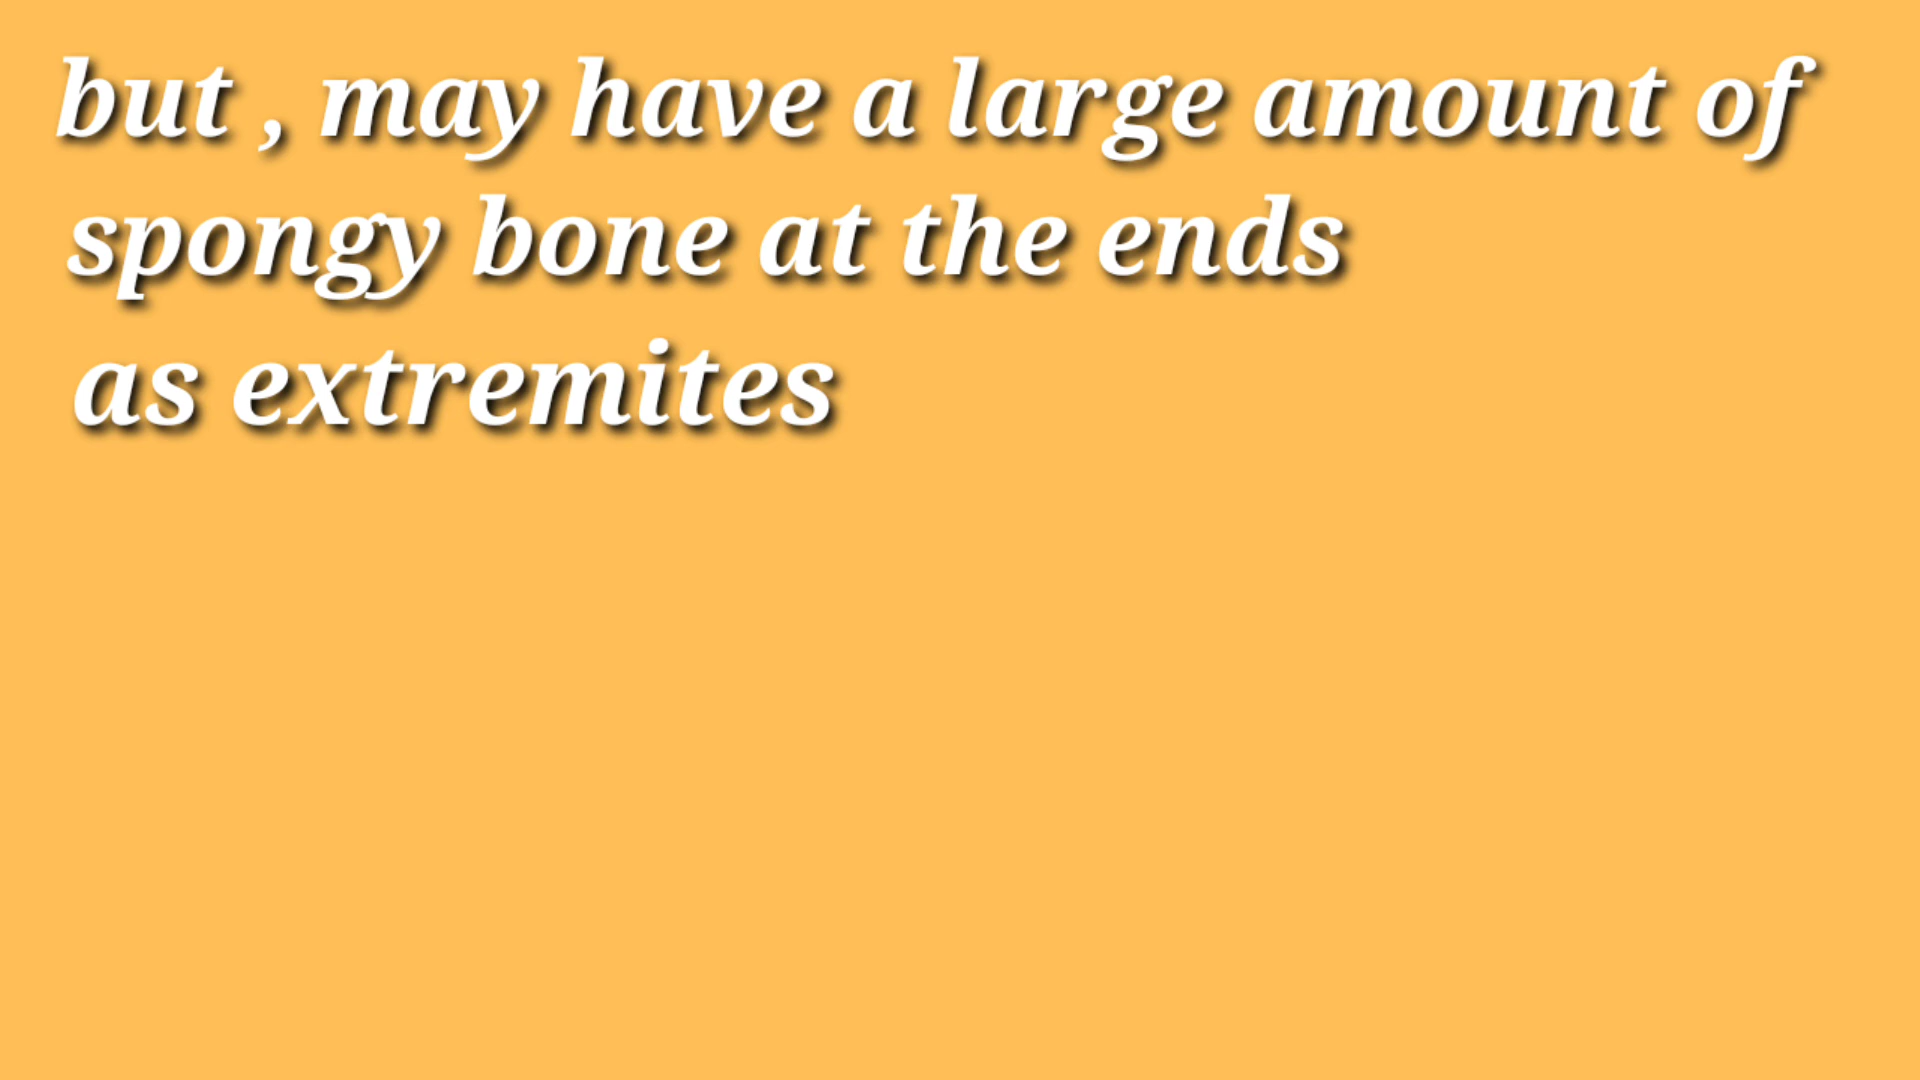 but , may have a large amount of
spongy bone at the ends
as extremites